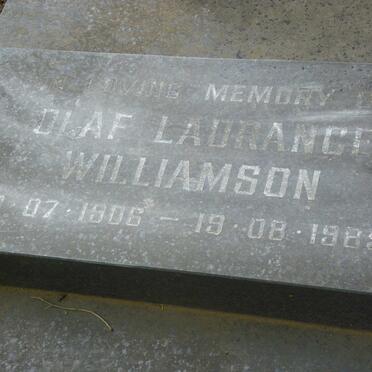 LOVING MEMORY
OLAF LAURANCE
WILLIAMSON
07·1906 — 19·08·198